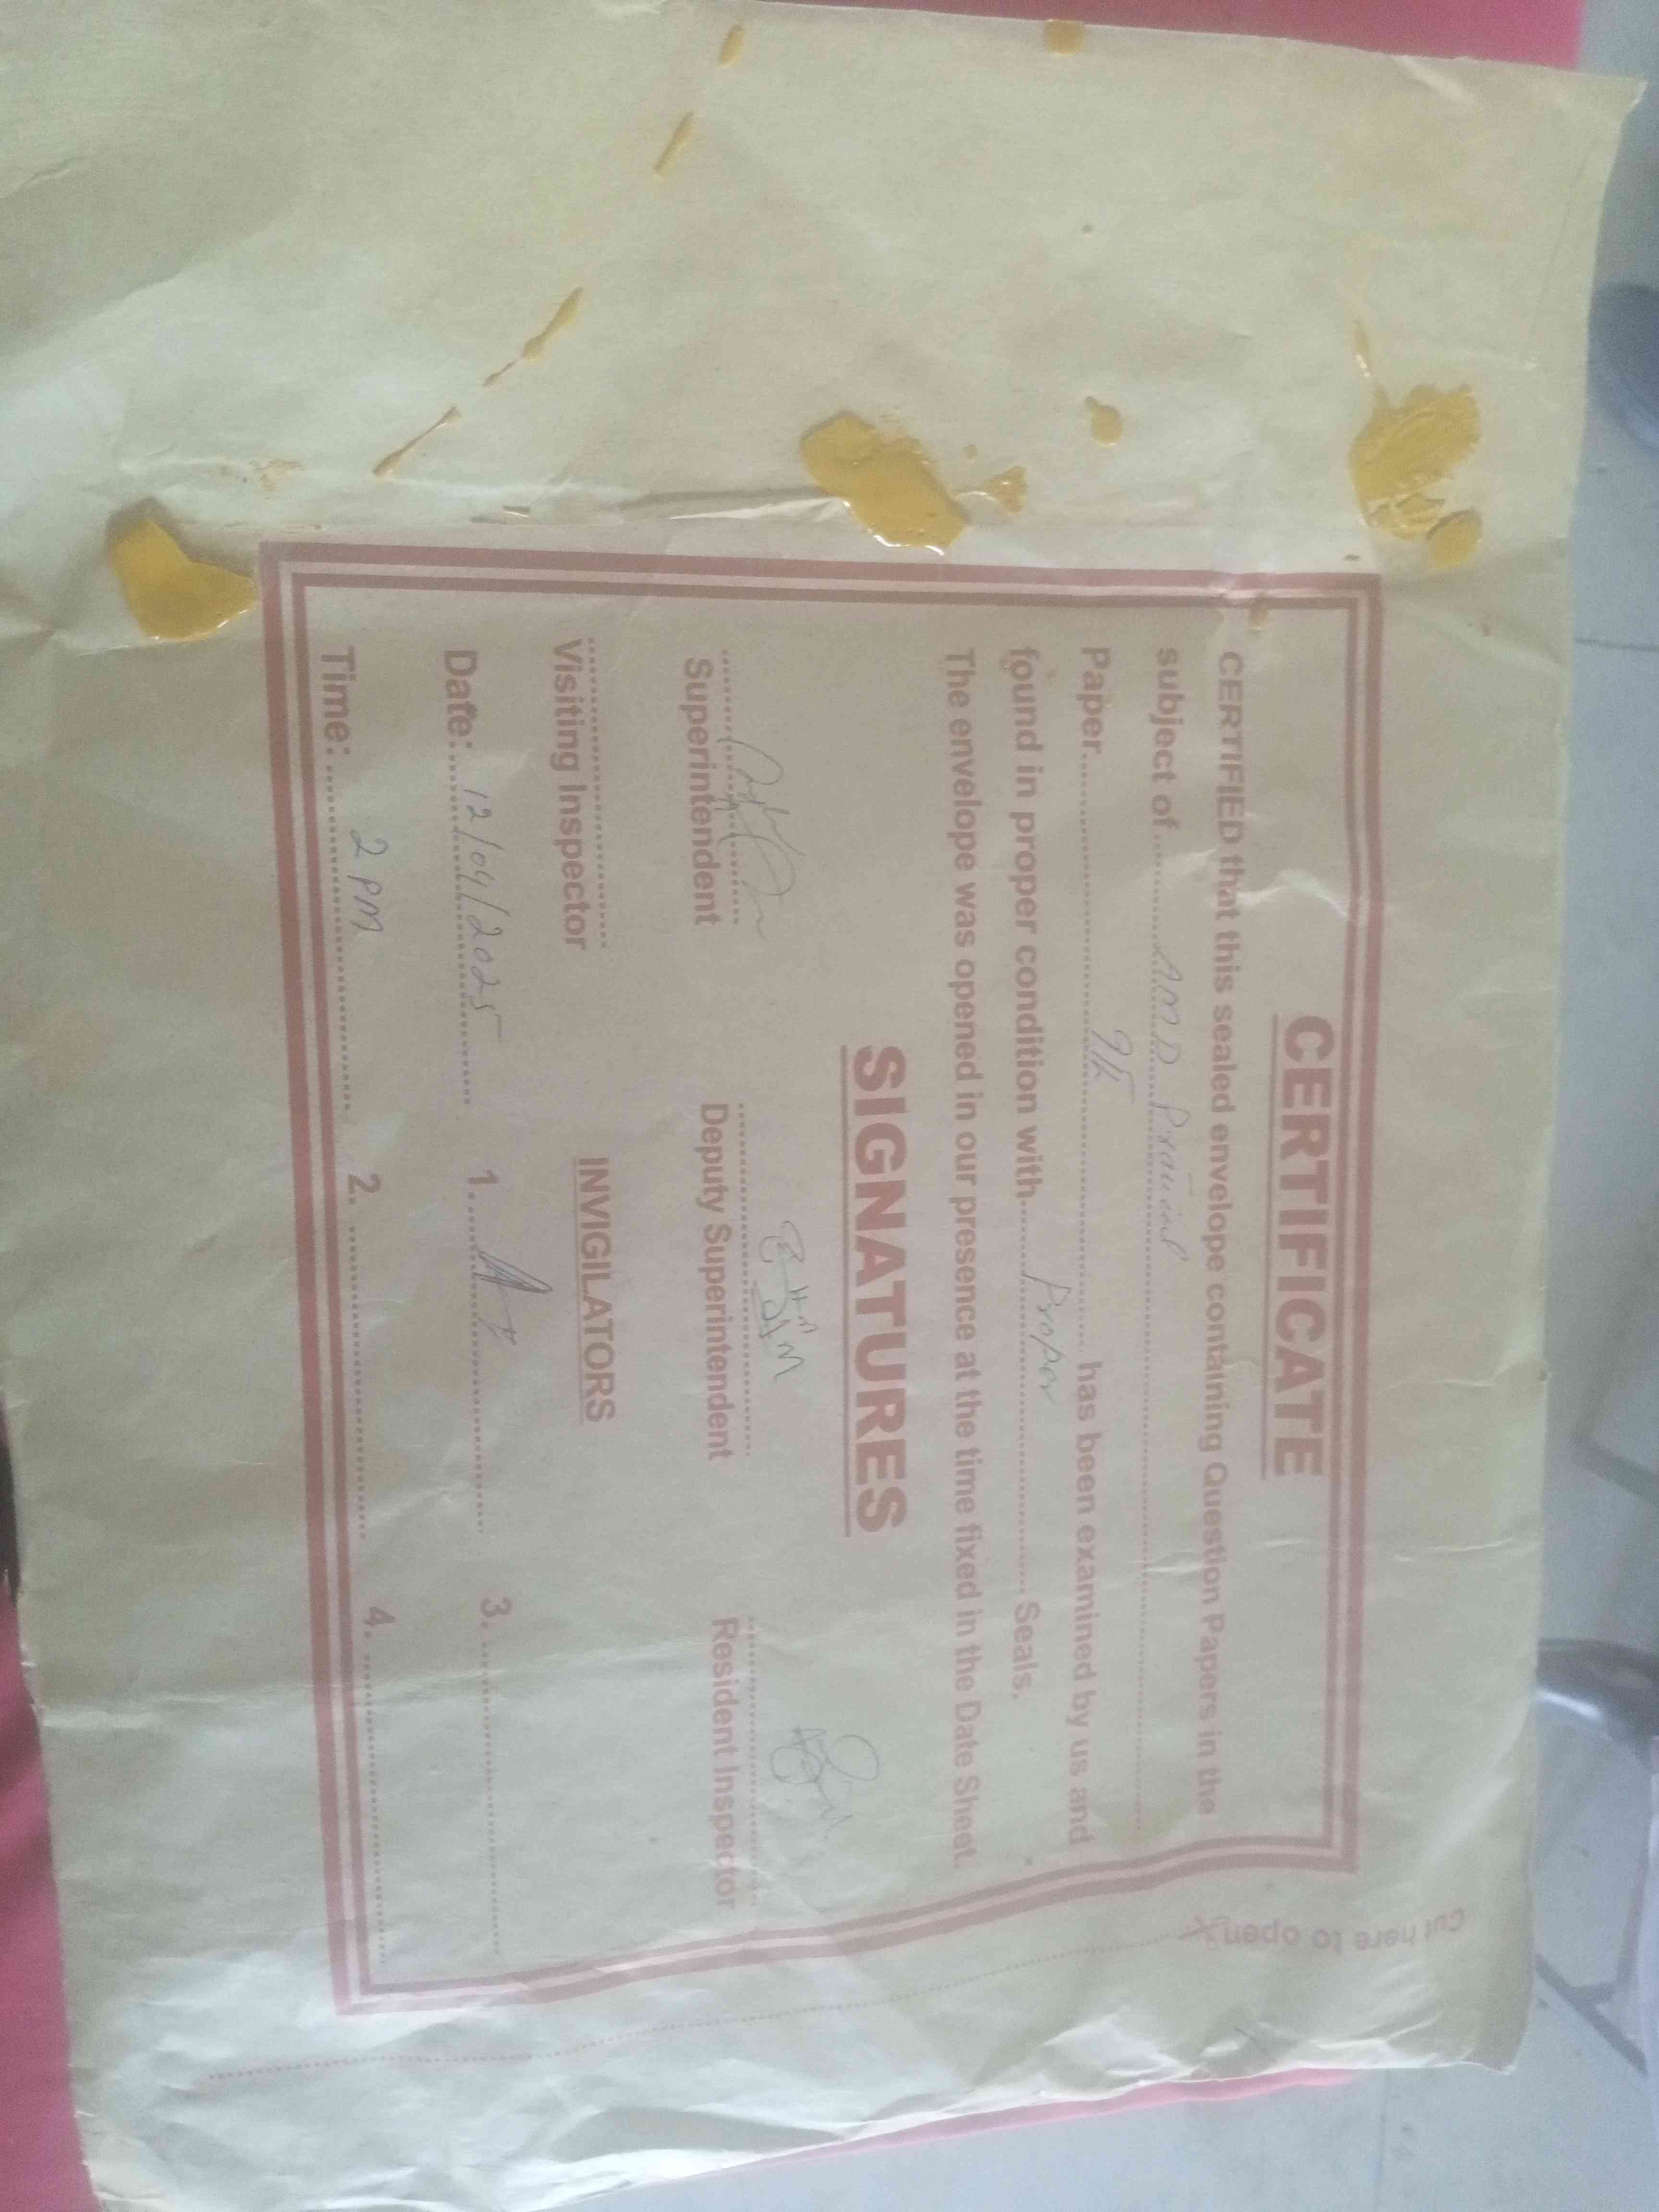 CERTIFICATE
CERTIFIED that this sealed envelope containing Question Papers in the
subject of........AMD Practical........
Paper........9th........ has been examined by us and
found in proper condition with........Proper........ Seals.
The envelope was opened in our presence at the time fixed in the Date Sheet.
SIGNATURES
Superintendent Deputy Superintendent Resident Inspector
Visiting Inspector INVIGILATORS
Date:........12/04/2025........ 1........ 3........
Time:........2 PM........ 2........ 4........
Cut here to open